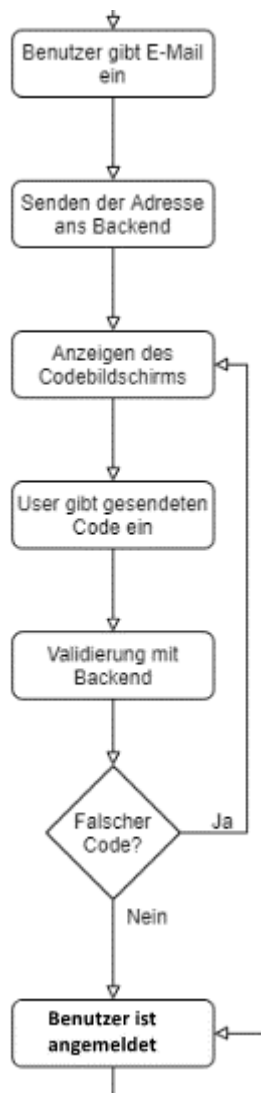 Benutzer gibt E-Mail
ein
Senden der Adresse
ans Backend
Anzeigen des
Codebildschirms
User gibt gesendeten
Code ein
Validierung mit
Backend
Falscher
Code?
Ja
Nein
Benutzer ist
angemeldet